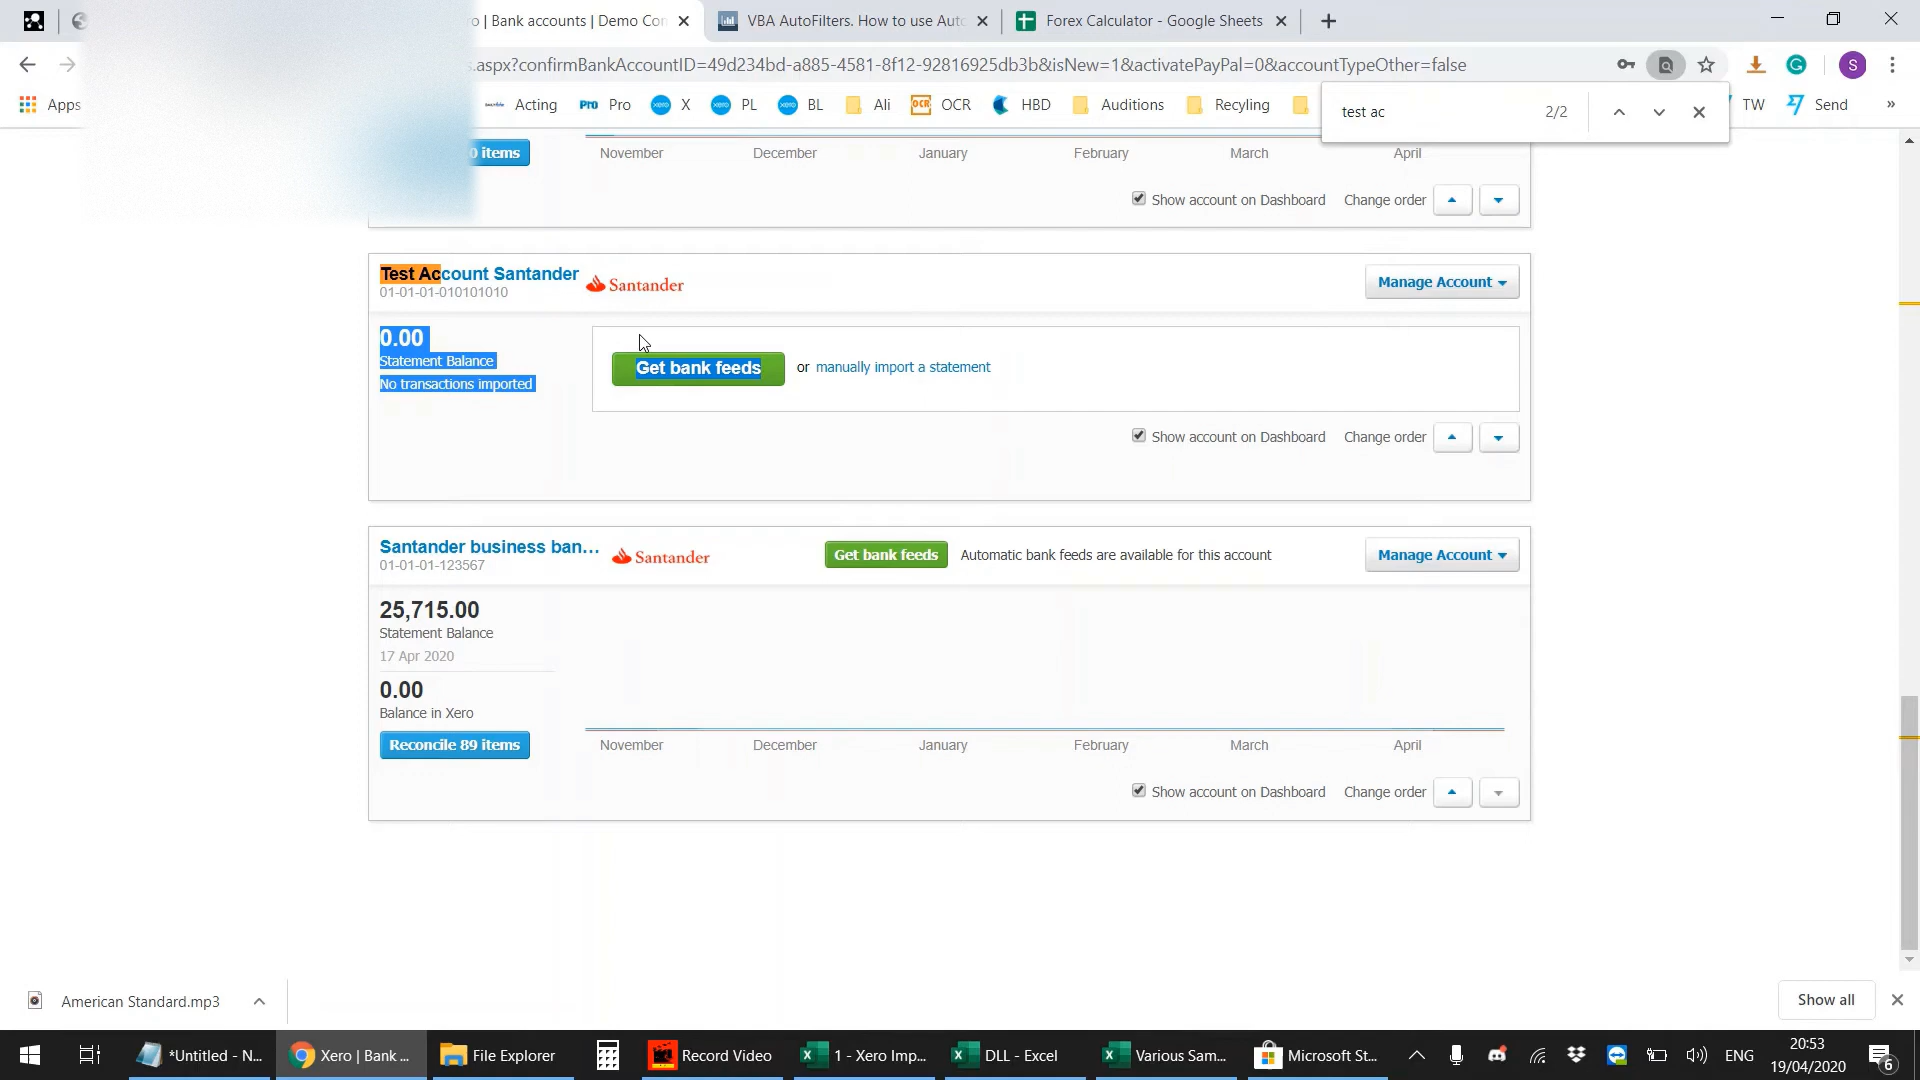 ro | Bank accounts | Demo Con
VBA AutoFilters. How to use Auto
Forex Calculator - Google Sheets
s.aspx?confirmBankAccountID=49d234bd-a885-4581-8f12-92816925db3b&isNew=1&activatePayPal=0&accountTypeOther=false
S
Apps
Acting
Pro Pro
xero X
xero PL
xero BL
Ali
OCR OCR
HBD
Auditions
Recyling
TW
Send
»
test ac 2/2
0 items
November December January February March April
Show account on Dashboard Change order
Test Account Santander
Santander
01-01-01-010101010
Manage Account
0.00
Statement Balance
No transactions imported
Get bank feeds or manually import a statement
Show account on Dashboard Change order
Santander business ban...
Santander
01-01-01-123567
Get bank feeds Automatic bank feeds are available for this account
Manage Account
25,715.00
Statement Balance
17 Apr 2020
0.00
Balance in Xero
Reconcile 89 items
November December January February March April
Show account on Dashboard Change order
American Standard.mp3
Show all
*Untitled - N...
Xero | Bank ...
File Explorer
Record Video
1 - Xero Imp...
DLL - Excel
Various Sam...
Microsoft St...
ENG
20:53
19/04/2020
6